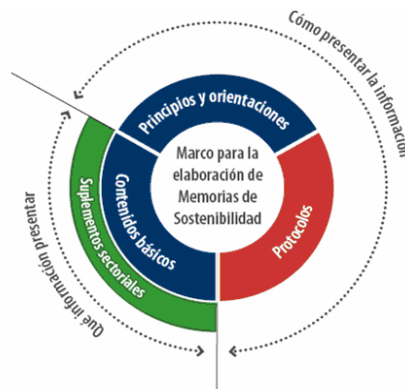 Cómo presentar la información
Principios y orientaciones
Marco para la
elaboración de
Memorias de
Sostenibilidad
Contenidos básicos
Protocolos
Suplementos sectoriales
Qué información presentar